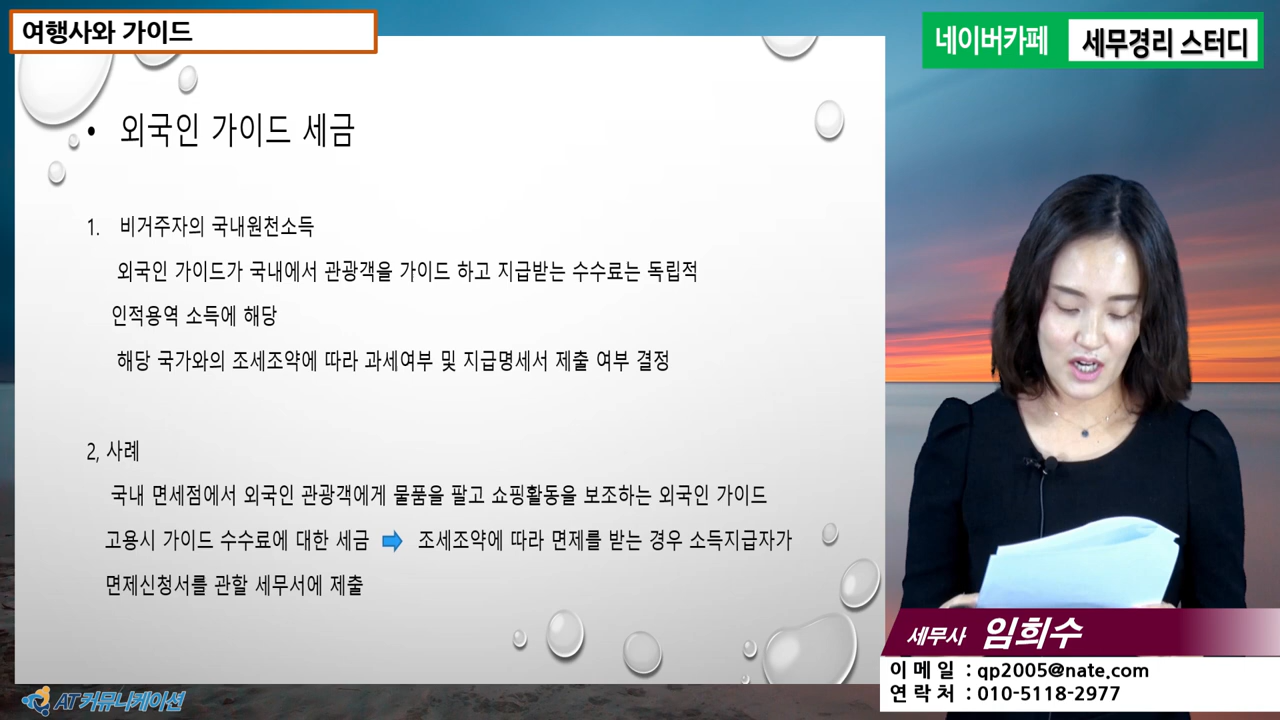 여행사와 가이드
네이버카페 세무경리 스터디
• 외국인 가이드 세금
1. 비거주자의 국내원천소득
외국인 가이드가 국내에서 관광객을 가이드 하고 지급받는 수수료는 독립적
인적용역 소득에 해당
해당 국가와의 조세조약에 따라 과세여부 및 지급명세서 제출 여부 결정
2, 사례
국내 면세점에서 외국인 관광객에게 물품을 팔고 쇼핑활동을 보조하는 외국인 가이드
고용시 가이드 수수료에 대한 세금 ➡ 조세조약에 따라 면제를 받는 경우 소득지급자가
면제신청서를 관할 세무서에 제출
세무사 임희수
이 메 일 : qp2005@nate.com
연 락 처 : 010-5118-2977
AT커뮤니케이션